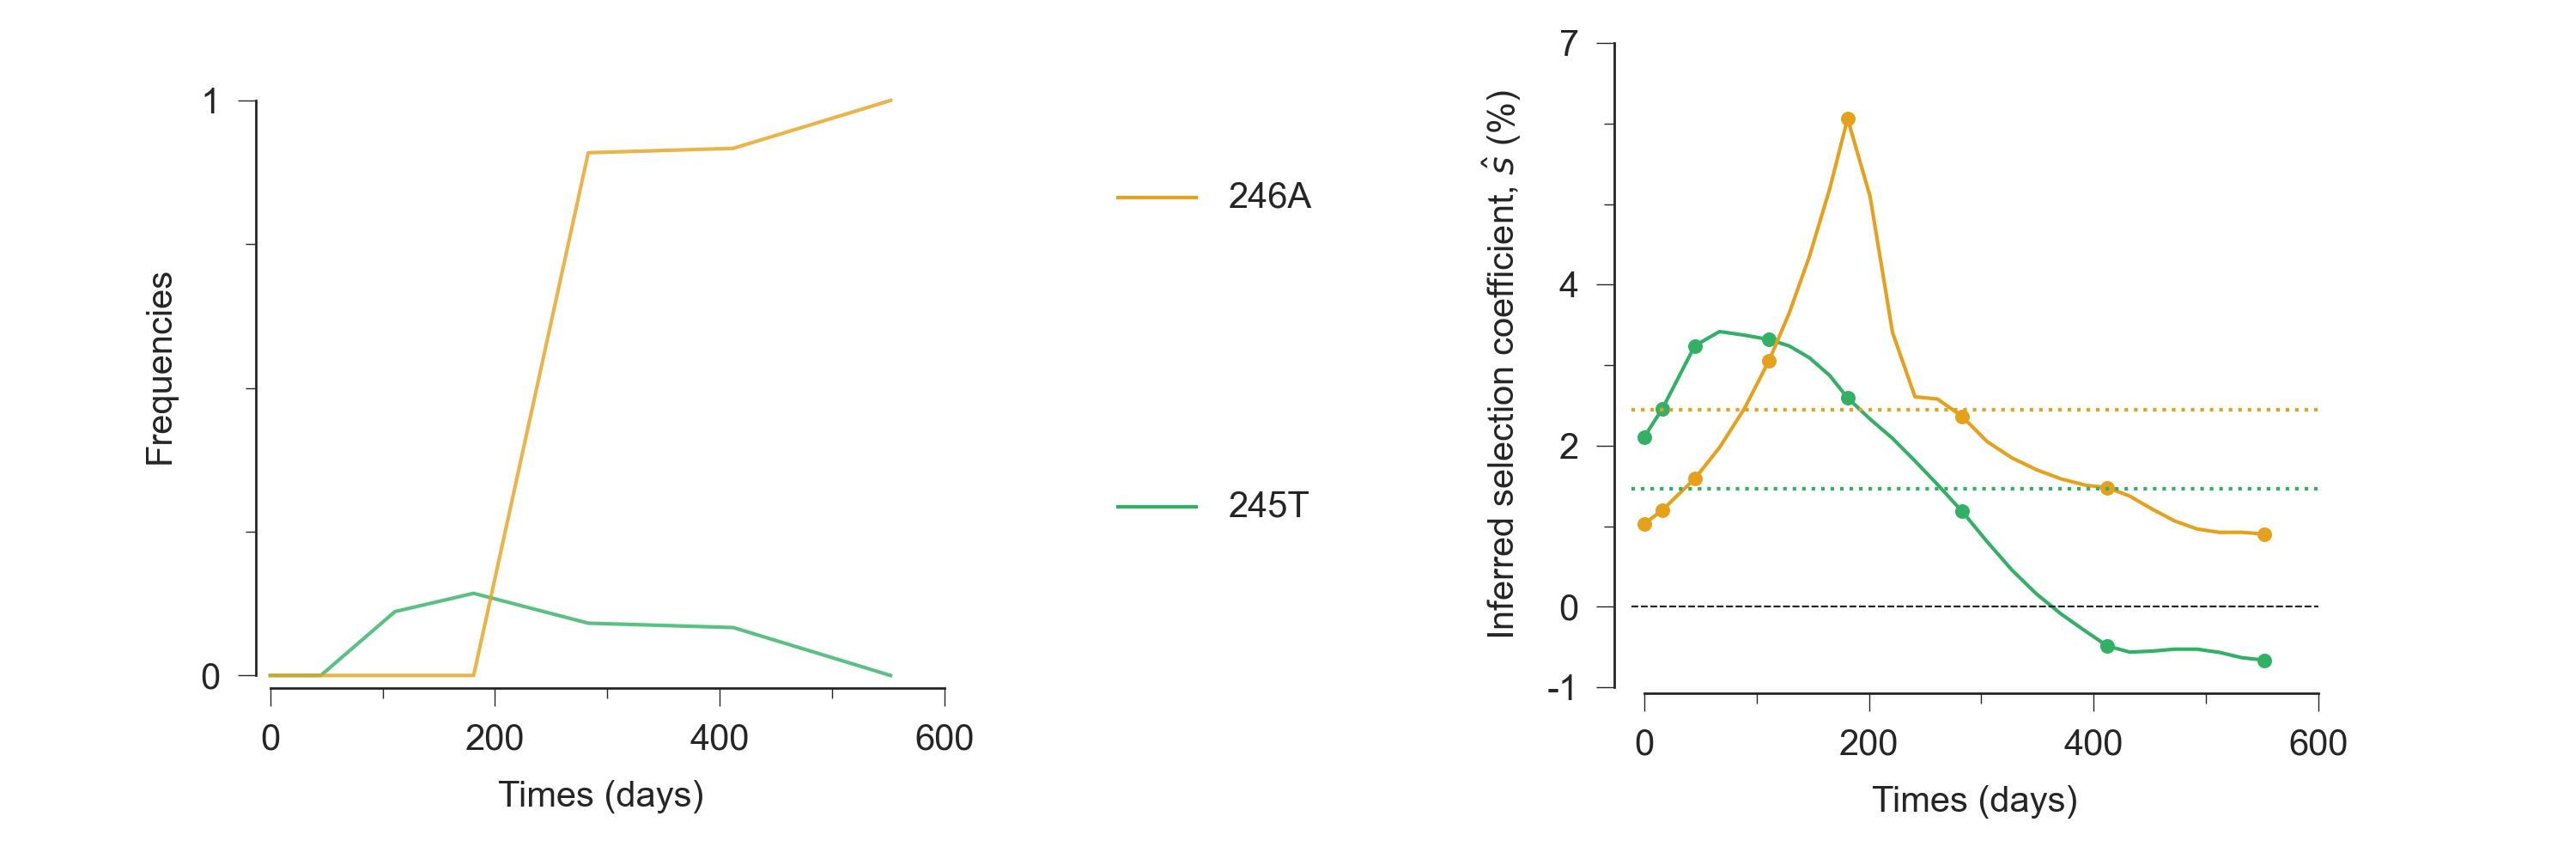 1
0
Frequencies
0 200 400 600
Times (days)
246A
245T
7
4
2
0
-1
Inferred selection coefficient, ŝ (%)
0 200 400 600
Times (days)